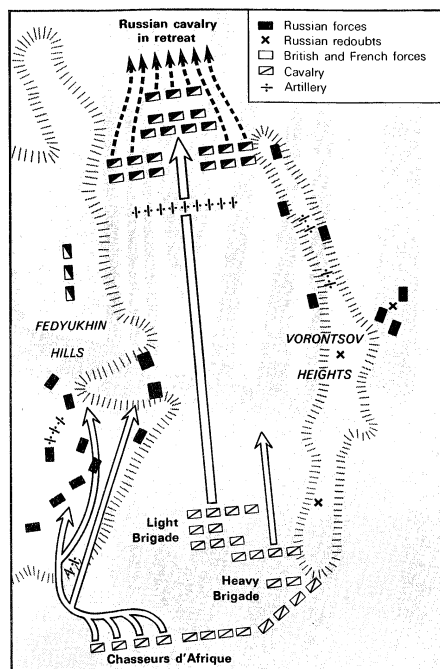 Russian cavalry
in retreat
Russian forces
Russian redoubts
British and French forces
Cavalry
Artillery
FEDYUKHIN
HILLS
VORONTSOV
HEIGHTS
Light
Brigade
Heavy
Brigade
Chasseurs d'Afrique